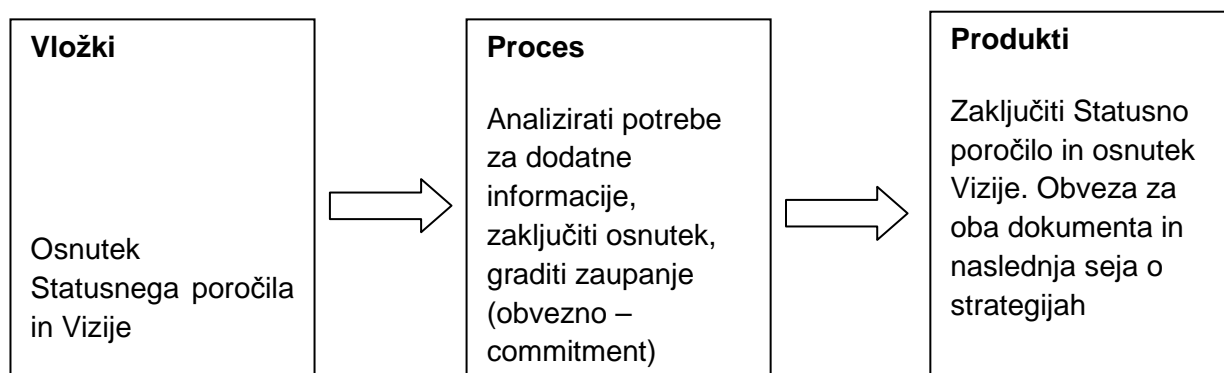 Vložki
Osnutek
Statusnega poročila
in Vizije
Proces
Analizirati potrebe
za dodatne
informacije,
zaključiti osnutek,
graditi zaupanje
(obvezno –
commitment)
Produkti
Zaključiti Statusno
poročilo in osnutek
Vizije. Obveza za
oba dokumenta in
naslednja seja o
strategijah